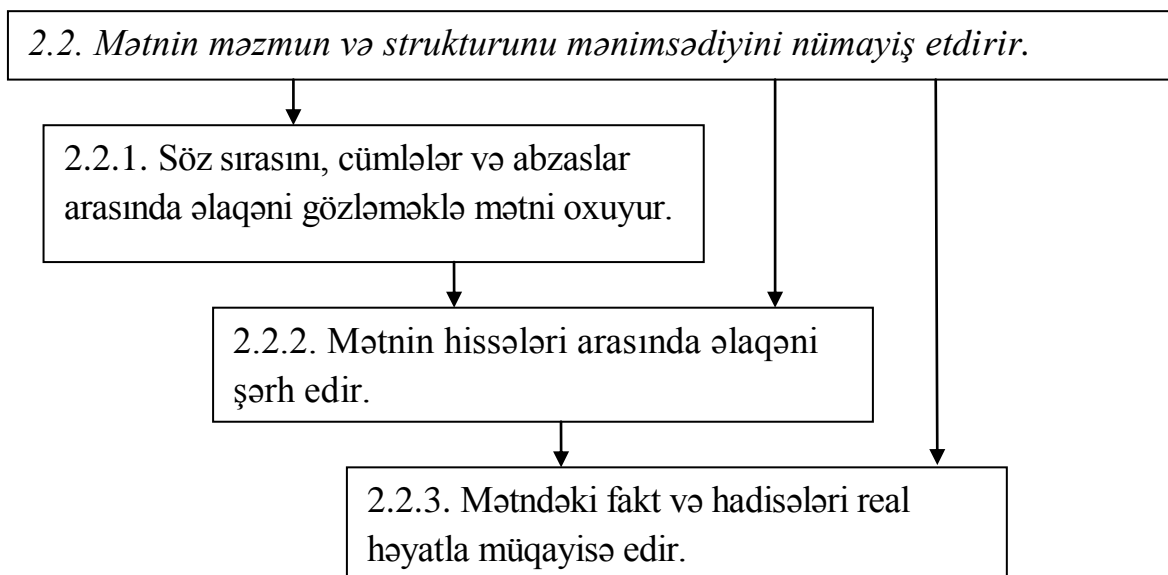 2.2. Mətnin məzmun və strukturunu mənimsədiyini nümayiş etdirir.
2.2.1. Söz sırasını, cümlələr və abzaslar
arasında əlaqəni gözləməklə mətni oxuyur.
2.2.2. Mətnin hissələri arasında əlaqəni
şərh edir.
2.2.3. Mətndəki fakt və hadisələri real
həyatla müqayisə edir.